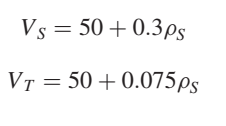 V_S = 50 + 0.3ρ_S
V_T = 50 + 0.075ρ_S